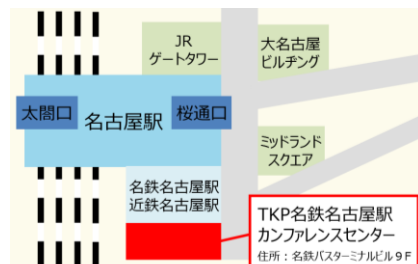 JR
ゲートタワー
大名古屋
ビルヂング
太閤口
名古屋駅
桜通口
ミッドランド
スクエア
名鉄名古屋駅
近鉄名古屋駅
TKP名鉄名古屋駅
カンファレンスセンター
住所：名鉄バスターミナルビル９F